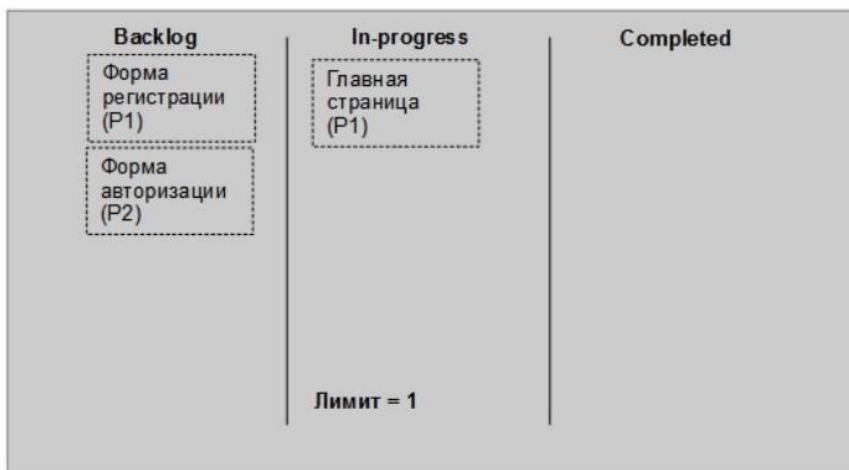 Backlog
In-progress
Completed
Форма
регистрации
(P1)
Форма
авторизации
(P2)
Главная
страница
(P1)
Лимит = 1